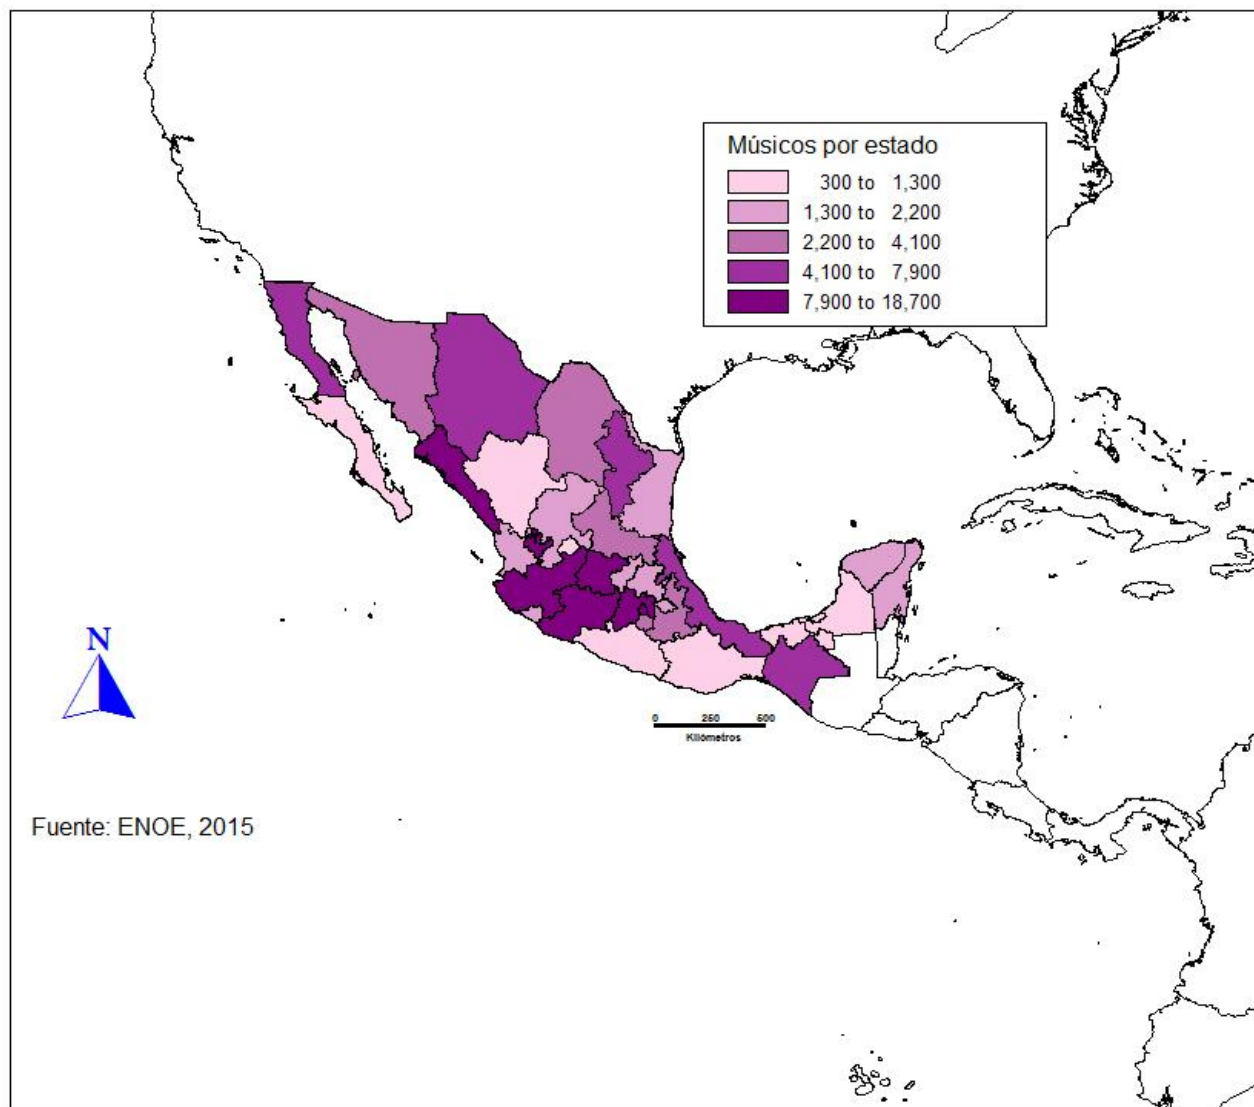 Músicos por estado
300 to 1,300
1,300 to 2,200
2,200 to 4,100
4,100 to 7,900
7,900 to 18,700
N
0 250 500
Kilómetros
Fuente: ENOE, 2015